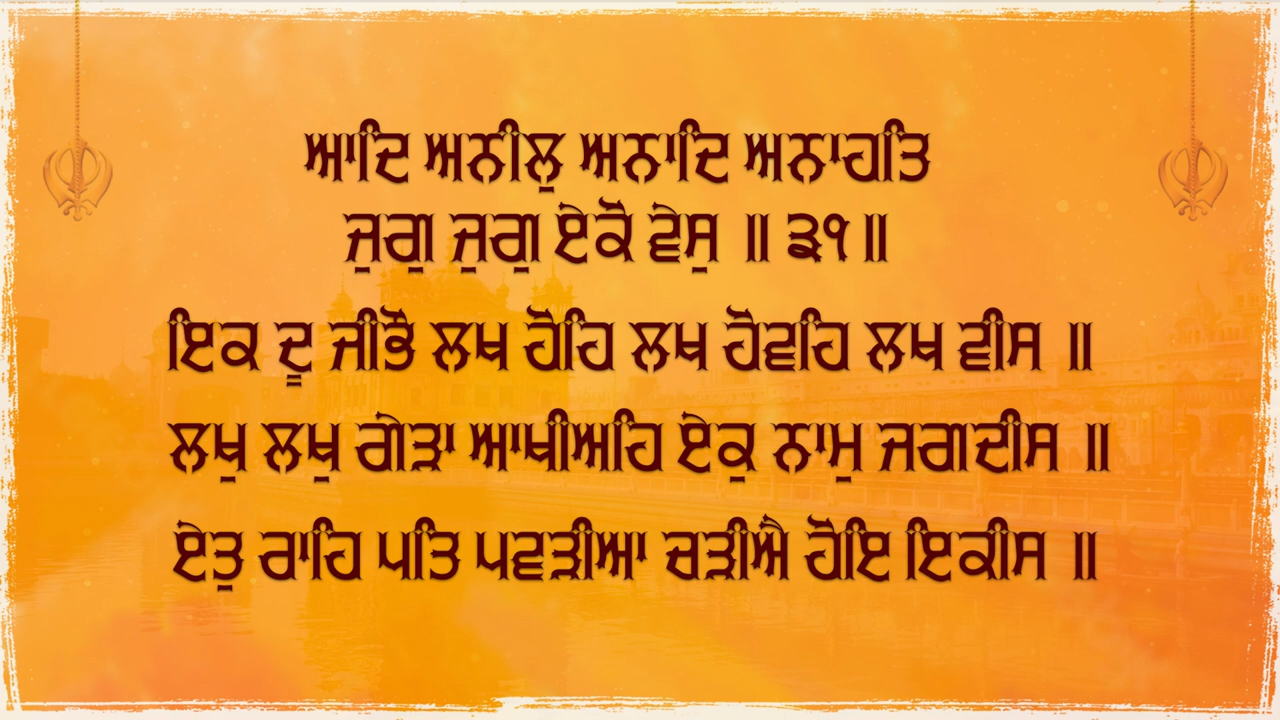 ਆਦਿ ਅਨੀਲੁ ਅਨਾਦਿ ਅਨਾਹਤਿ
ਜੁਗੁ ਜੁਗੁ ਏਕੋ ਵੇਸੁ ॥ ੩੧॥
ਇਕ ਦੂ ਜੀਭੌ ਲਖ ਹੋਹਿ ਲਖ ਹੋਵਹਿ ਲਖ ਵੀਸ ॥
ਲਖੁ ਲਖੁ ਗੇੜਾ ਆਖੀਅਹਿ ਏਕੁ ਨਾਮੁ ਜਗਦੀਸ ॥
ਏਤੁ ਰਾਹਿ ਪਤਿ ਪਵੜੀਆ ਚੜੀਐ ਹੋਇ ਇਕੀਸ ॥